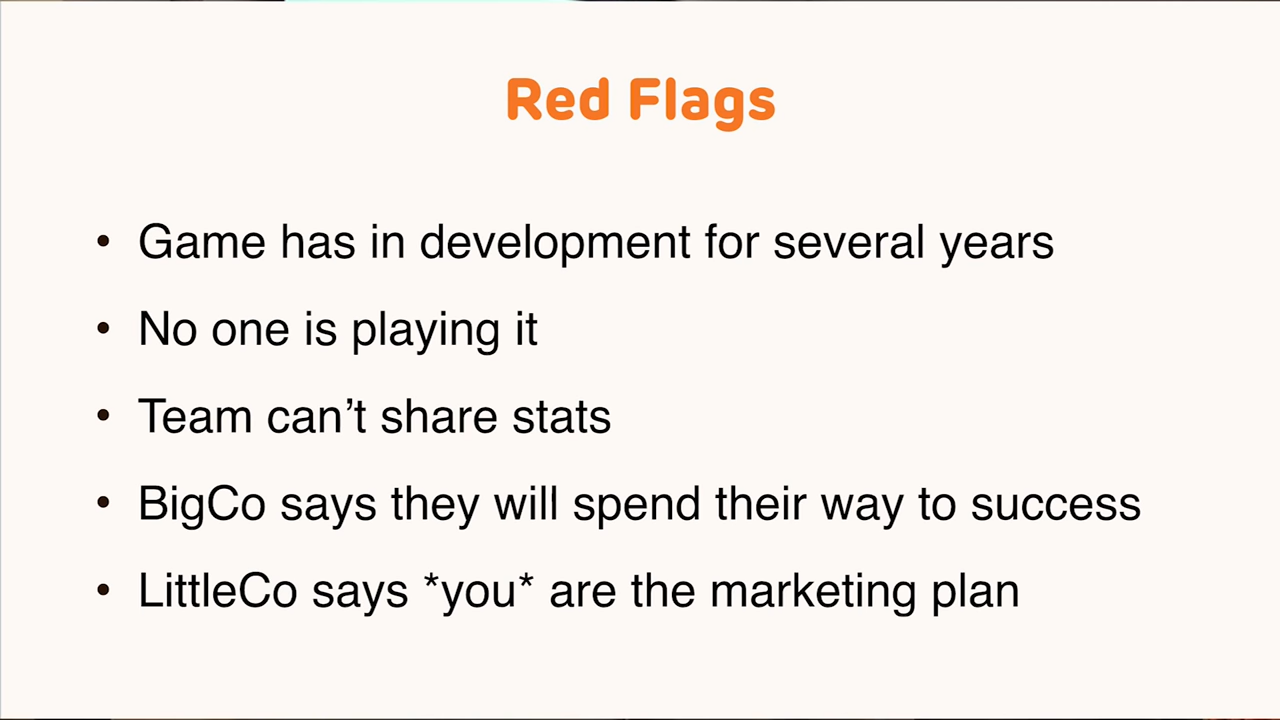 Red Flags
• Game has in development for several years
• No one is playing it
• Team can’t share stats
• BigCo says they will spend their way to success
• LittleCo says *you* are the marketing plan